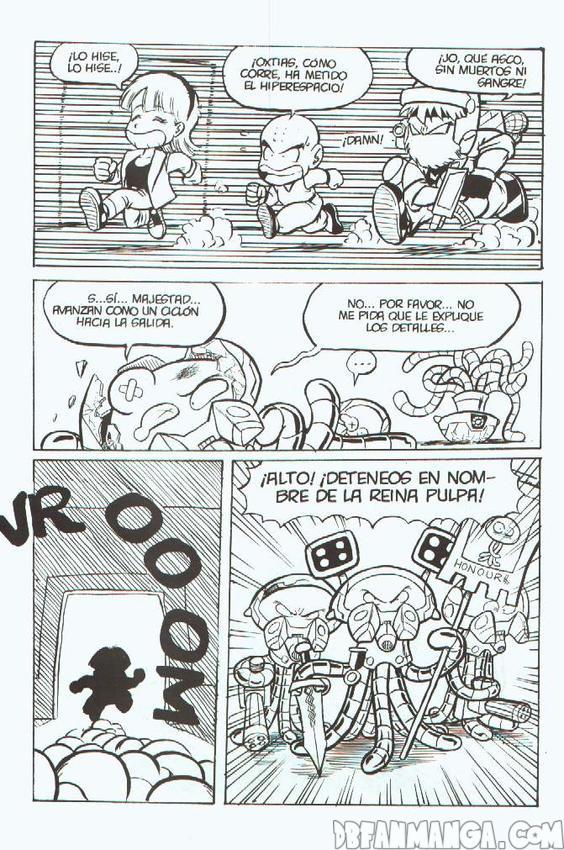 ¡LO HISE,
LO HISE..!
¡OXTIAS, CÓMO
CORRE, HA METIDO
EL HIPERESPACIO!
¡JO, QUÉ ASCO,
SIN MUERTOS NI
SANGRE!
¡DAMN!
S...SÍ... MAJESTAD...
AVANZAN COMO UN CICLÓN
HACIA LA SALIDA.
...
NO... POR FAVOR... NO
ME PIDA QUE LE EXPLIQUE
LOS DETALLES...
VROOOOM
¡ALTO! ¡DETENEOS EN NOM-
BRE DE LA REINA PULPA!
HONOUR
DBFANMANGA.COM